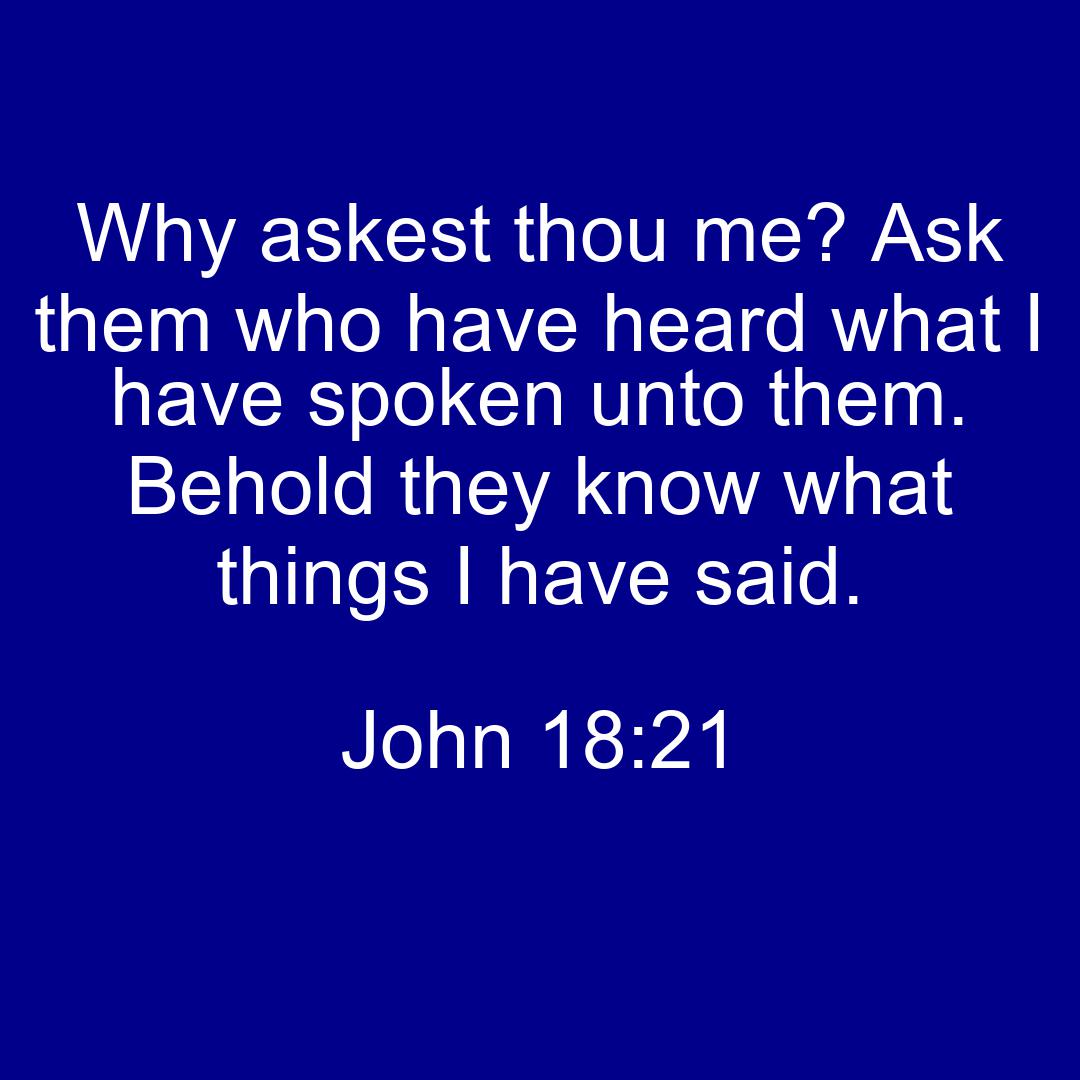 Why askest thou me? Ask
them who have heard what I
have spoken unto them.
Behold they know what
things I have said.
John 18:21